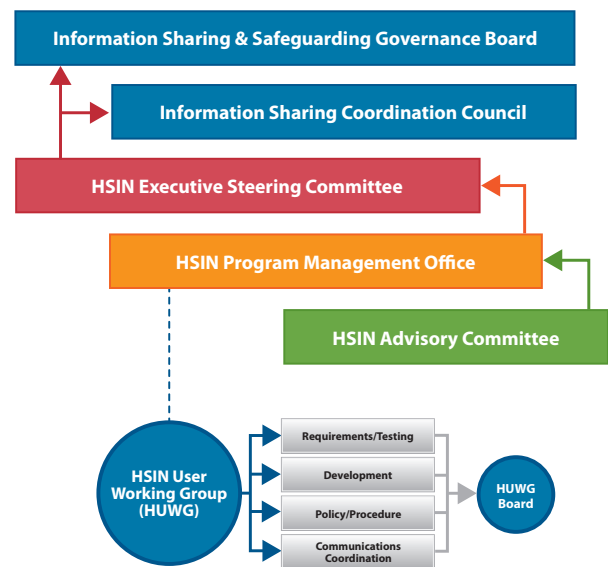 Information Sharing & Safeguarding Governance Board
Information Sharing Coordination Council
HSIN Executive Steering Committee
HSIN Program Management Office
HSIN Advisory Committee
HSIN User
Working Group
(HUWG)
Requirements/Testing
Development
Policy/Procedure
Communications
Coordination
HUWG
Board